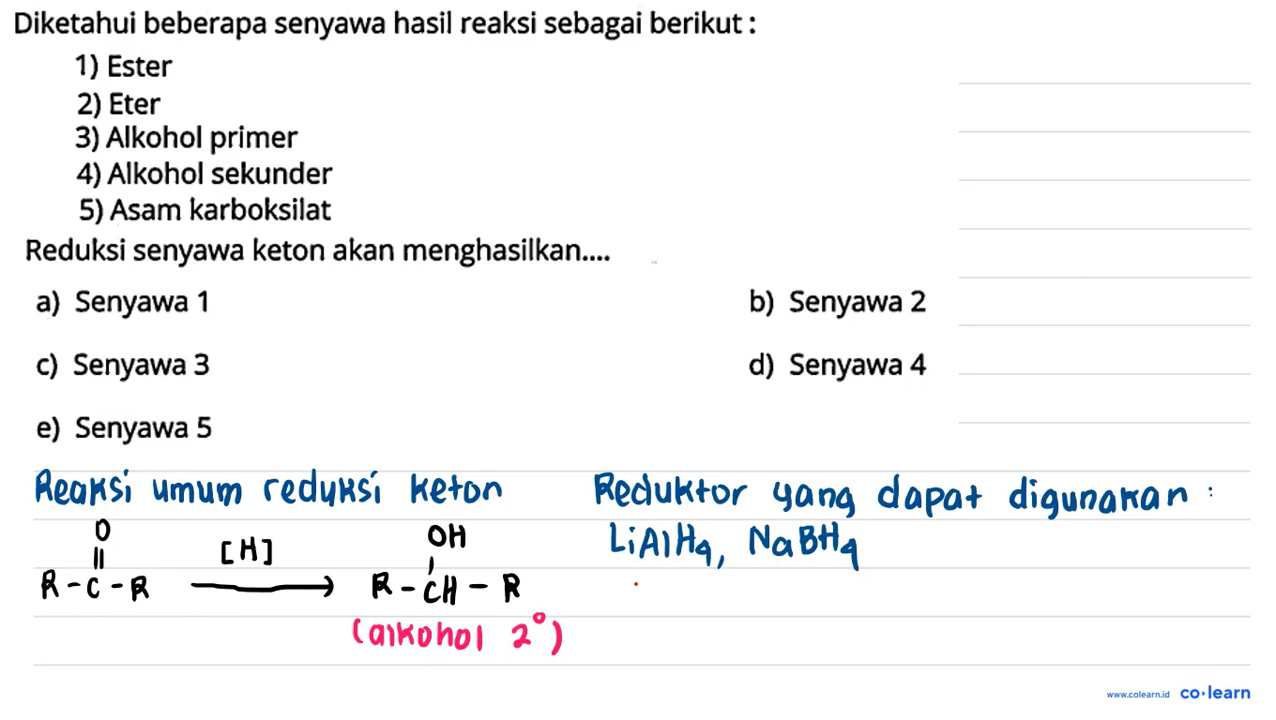 Diketahui beberapa senyawa hasil reaksi sebagai berikut :
1) Ester
2) Eter
3) Alkohol primer
4) Alkohol sekunder
5) Asam karboksilat
Reduksi senyawa keton akan menghasilkan....
a) Senyawa 1
b) Senyawa 2
c) Senyawa 3
d) Senyawa 4
e) Senyawa 5
Reaksi umum reduksi keton
O
||
R - C - R
[H]
OH
R - CH - R
(alkohol 2°)
Reduktor yang dapat digunakan :
LiAlH4, NaBH4
www.colearn.id co·learn